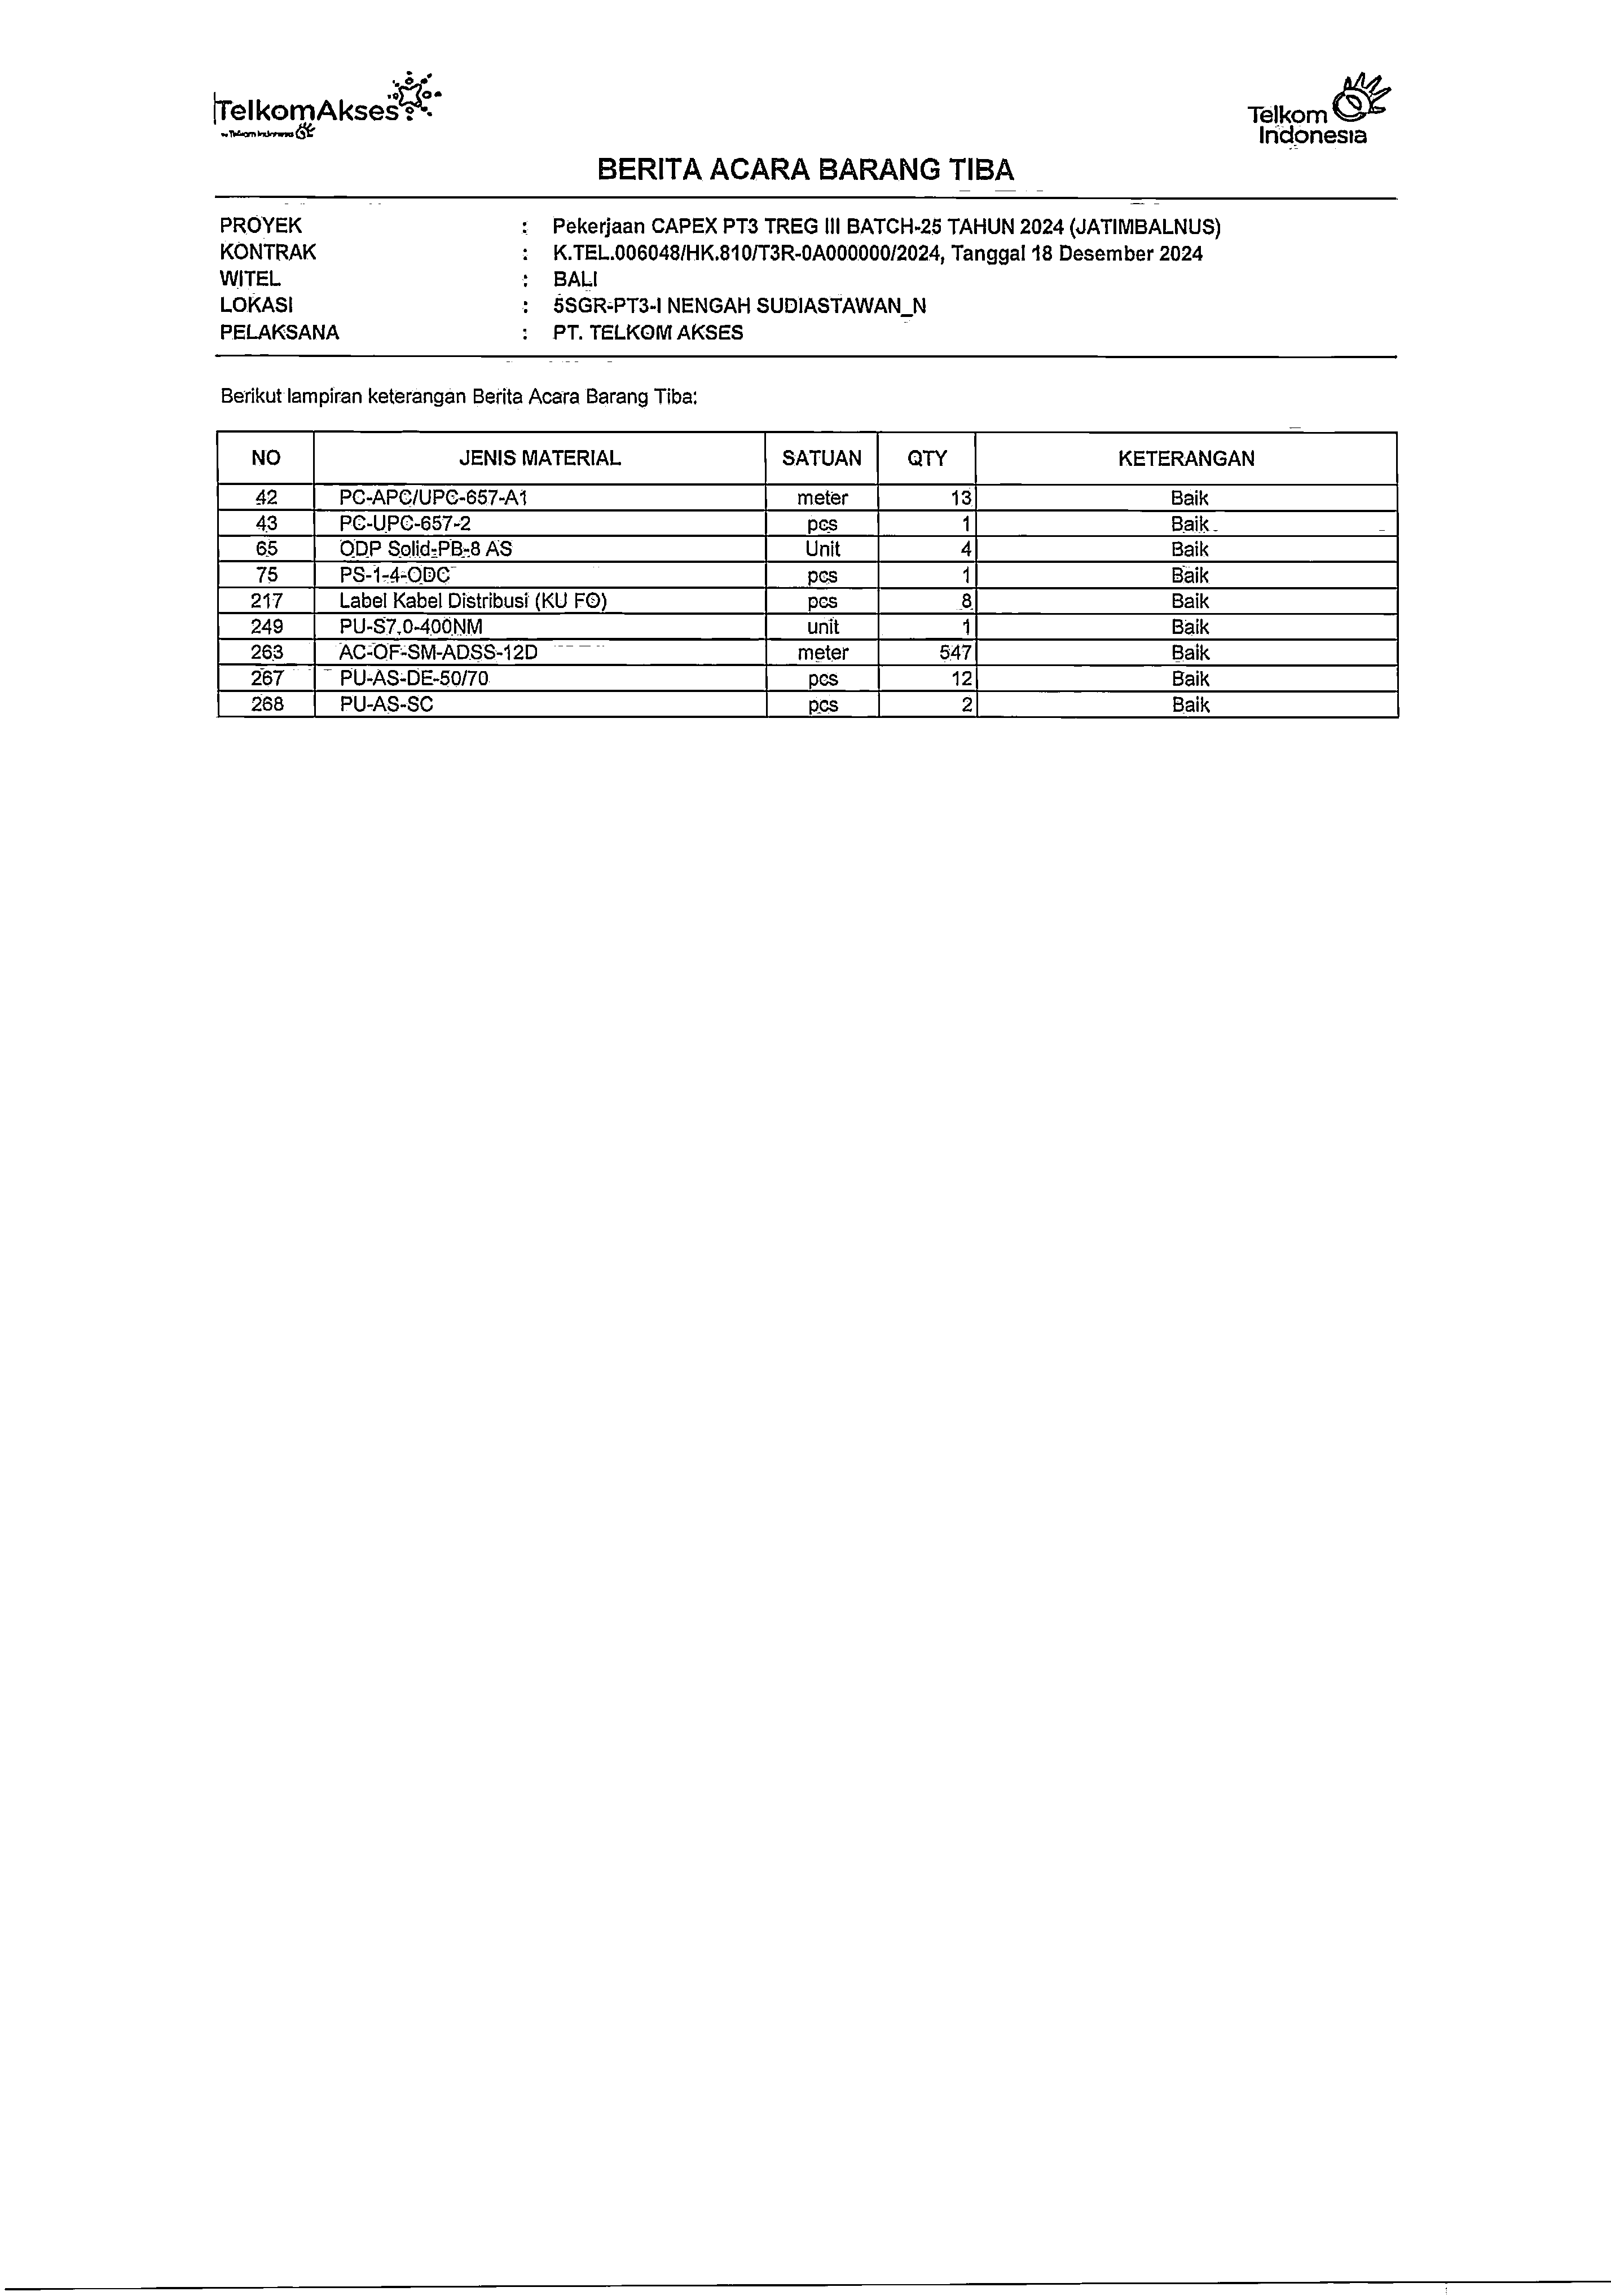 TelkomAkses
by Telkom Indonesia
Telkom
Indonesia
BERITA ACARA BARANG TIBA
PROYEK : Pekerjaan CAPEX PT3 TREG III BATCH-25 TAHUN 2024 (JATIMBALNUS)
KONTRAK : K.TEL.006048/HK.810/T3R-0A000000/2024, Tanggal 18 Desember 2024
WITEL : BALI
LOKASI : 5SGR-PT3-I NENGAH SUDIASTAWAN_N
PELAKSANA : PT. TELKOM AKSES
Berikut lampiran keterangan Berita Acara Barang Tiba:
NO JENIS MATERIAL SATUAN QTY KETERANGAN
42 PC-APC/UPC-657-A1 meter 13 Baik
43 PC-UPC-657-2 pcs 1 Baik
65 ODP Solid-PB-8 AS Unit 4 Baik
75 PS-1-4-ODC pcs 1 Baik
217 Label Kabel Distribusi (KU FO) pcs 8 Baik
249 PU-S7.0-400NM unit 1 Baik
263 AC-OF-SM-ADSS-12D meter 547 Baik
267 PU-AS-DE-50/70 pcs 12 Baik
268 PU-AS-SC pcs 2 Baik